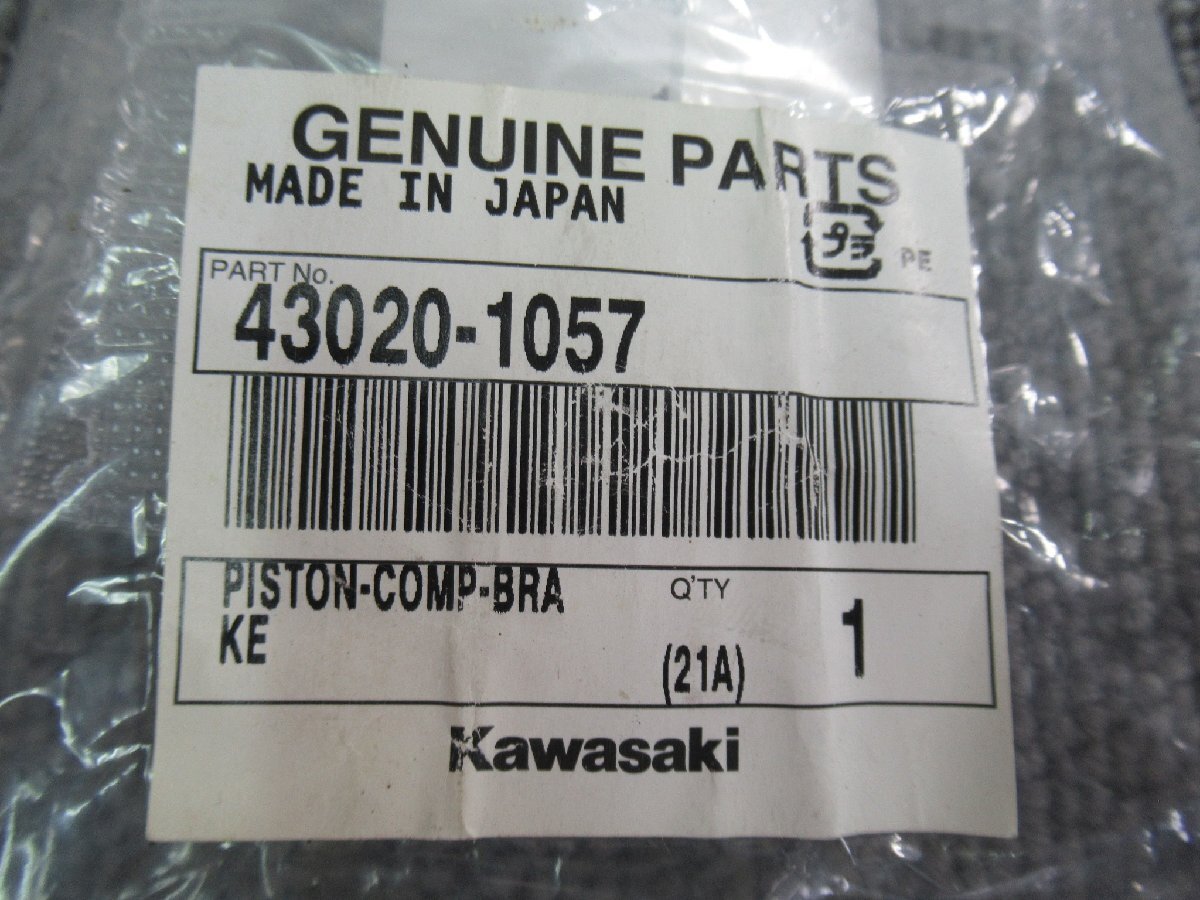 GENUINE PARTS
MADE IN JAPAN
プラ
PE
PART No.
43020-1057
PISTON-COMP-BRA
KE
Q'TY
(21A)
1
Kawasaki